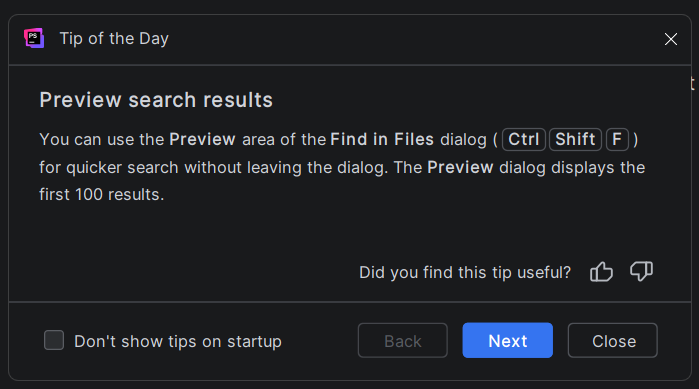 PS
Tip of the Day
Preview search results
You can use the Preview area of the Find in Files dialog ( Ctrl Shift F )
for quicker search without leaving the dialog. The Preview dialog displays the
first 100 results.
Did you find this tip useful?
Don't show tips on startup
Back
Next
Close